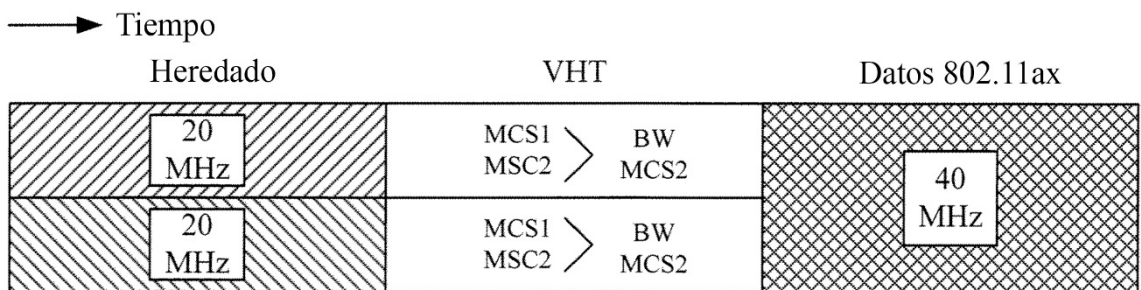 Tiempo
Heredado VHT Datos 802.11ax
20 MHz
MCS1
MSC2
BW
MCS2
20 MHz
MCS1
MSC2
BW
MCS2
40
MHz